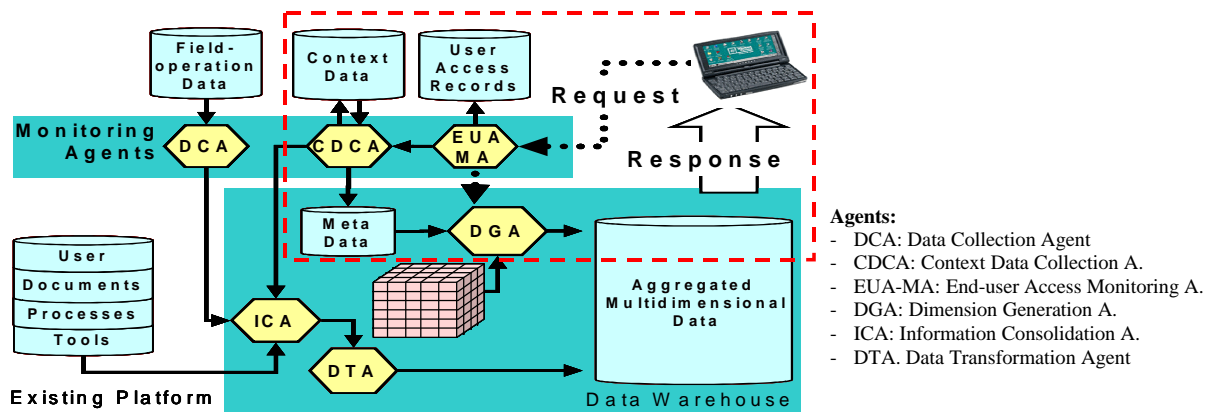 Field-
operation
Data
Context
Data
User
Access
Records
Request
Monitoring
Agents
DCA
CDCA
EUA
MA
Response
Meta
Data
DGA
User
Documents
Processes
Tools
Aggregated
Multidimensional
Data
ICA
DTA
Existing Platform
Data Warehouse
Agents:
- DCA: Data Collection Agent
- CDCA: Context Data Collection A.
- EUA-MA: End-user Access Monitoring A.
- DGA: Dimension Generation A.
- ICA: Information Consolidation A.
- DTA. Data Transformation Agent